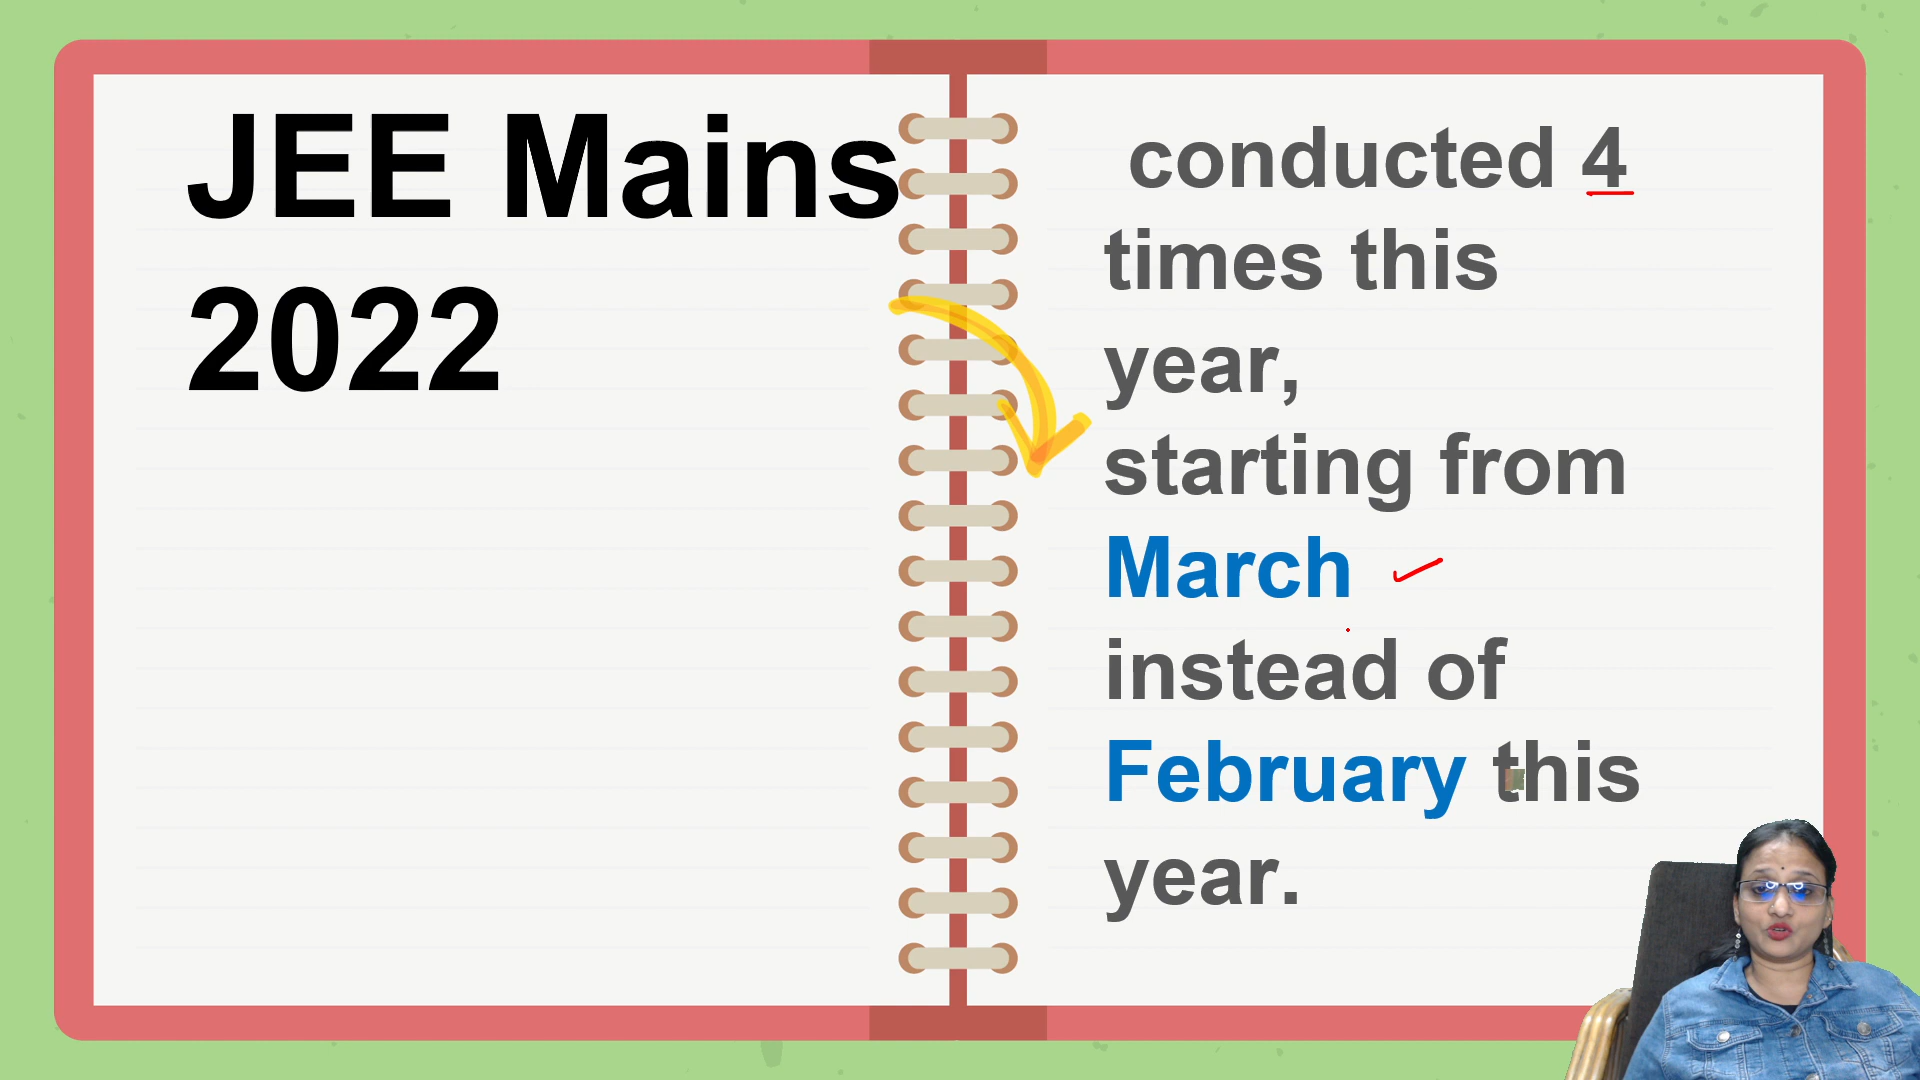 JEE Mains
2022
conducted 4
times this
year,
starting from
March
instead of
February this
year.